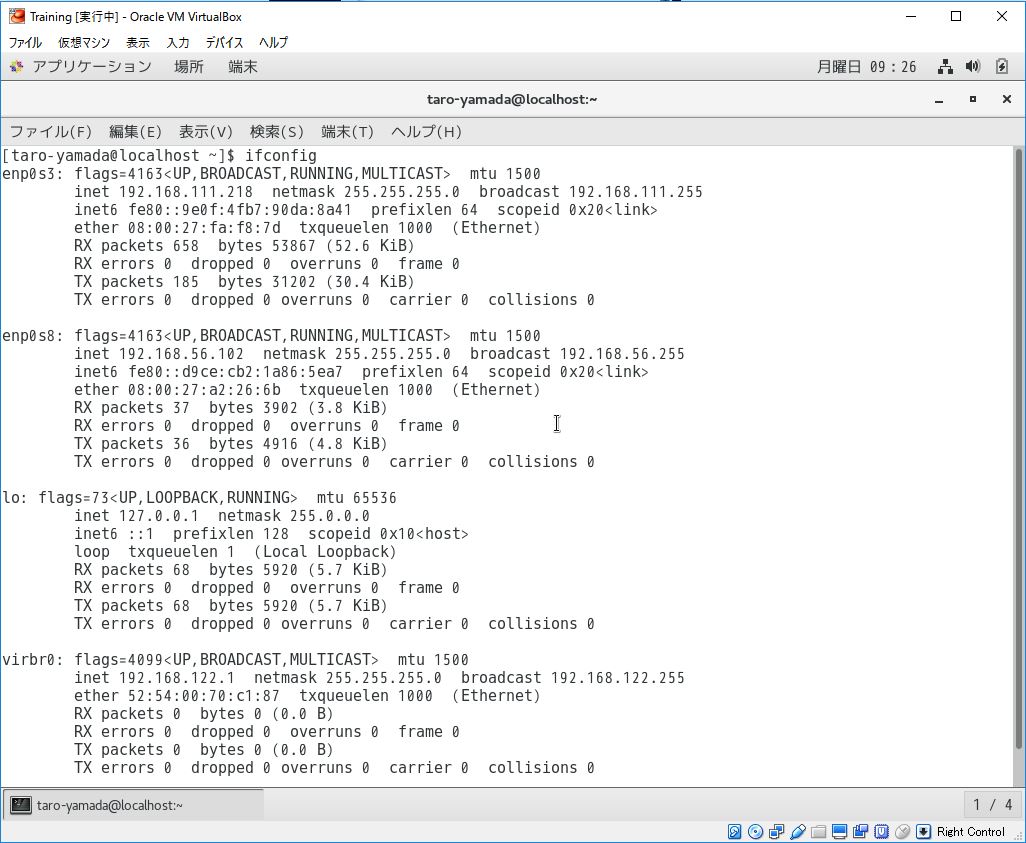 Training [実行中] - Oracle VM VirtualBox
ファイル 仮想マシン 表示 入力 デバイス ヘルプ
アプリケーション 場所 端末 月曜日 09：26
taro-yamada@localhost:~
ファイル(F) 編集(E) 表示(V) 検索(S) 端末(T) ヘルプ(H)
[taro-yamada@localhost ~]$ ifconfig
enp0s3: flags=4163<UP,BROADCAST,RUNNING,MULTICAST>  mtu 1500
        inet 192.168.111.218  netmask 255.255.255.0  broadcast 192.168.111.255
        inet6 fe80::9e0f:4fb7:90da:8a41  prefixlen 64  scopeid 0x20<link>
        ether 08:00:27:fa:f8:7d  txqueuelen 1000  (Ethernet)
        RX packets 658  bytes 53867 (52.6 KiB)
        RX errors 0  dropped 0  overruns 0  frame 0
        TX packets 185  bytes 31202 (30.4 KiB)
        TX errors 0  dropped 0 overruns 0  carrier 0  collisions 0
enp0s8: flags=4163<UP,BROADCAST,RUNNING,MULTICAST>  mtu 1500
        inet 192.168.56.102  netmask 255.255.255.0  broadcast 192.168.56.255
        inet6 fe80::d9ce:cb2:1a86:5ea7  prefixlen 64  scopeid 0x20<link>
        ether 08:00:27:a2:26:6b  txqueuelen 1000  (Ethernet)
        RX packets 37  bytes 3902 (3.8 KiB)
        RX errors 0  dropped 0  overruns 0  frame 0
        TX packets 36  bytes 4916 (4.8 KiB)
        TX errors 0  dropped 0 overruns 0  carrier 0  collisions 0
lo: flags=73<UP,LOOPBACK,RUNNING>  mtu 65536
        inet 127.0.0.1  netmask 255.0.0.0
        inet6 ::1  prefixlen 128  scopeid 0x10<host>
        loop  txqueuelen 1  (Local Loopback)
        RX packets 68  bytes 5920 (5.7 KiB)
        RX errors 0  dropped 0  overruns 0  frame 0
        TX packets 68  bytes 5920 (5.7 KiB)
        TX errors 0  dropped 0 overruns 0  carrier 0  collisions 0
virbr0: flags=4099<UP,BROADCAST,MULTICAST>  mtu 1500
        inet 192.168.122.1  netmask 255.255.255.0  broadcast 192.168.122.255
        ether 52:54:00:70:c1:87  txqueuelen 1000  (Ethernet)
        RX packets 0  bytes 0 (0.0 B)
        RX errors 0  dropped 0  overruns 0  frame 0
        TX packets 0  bytes 0 (0.0 B)
        TX errors 0  dropped 0 overruns 0  carrier 0  collisions 0
taro-yamada@localhost:~ 1 / 4
Right Control